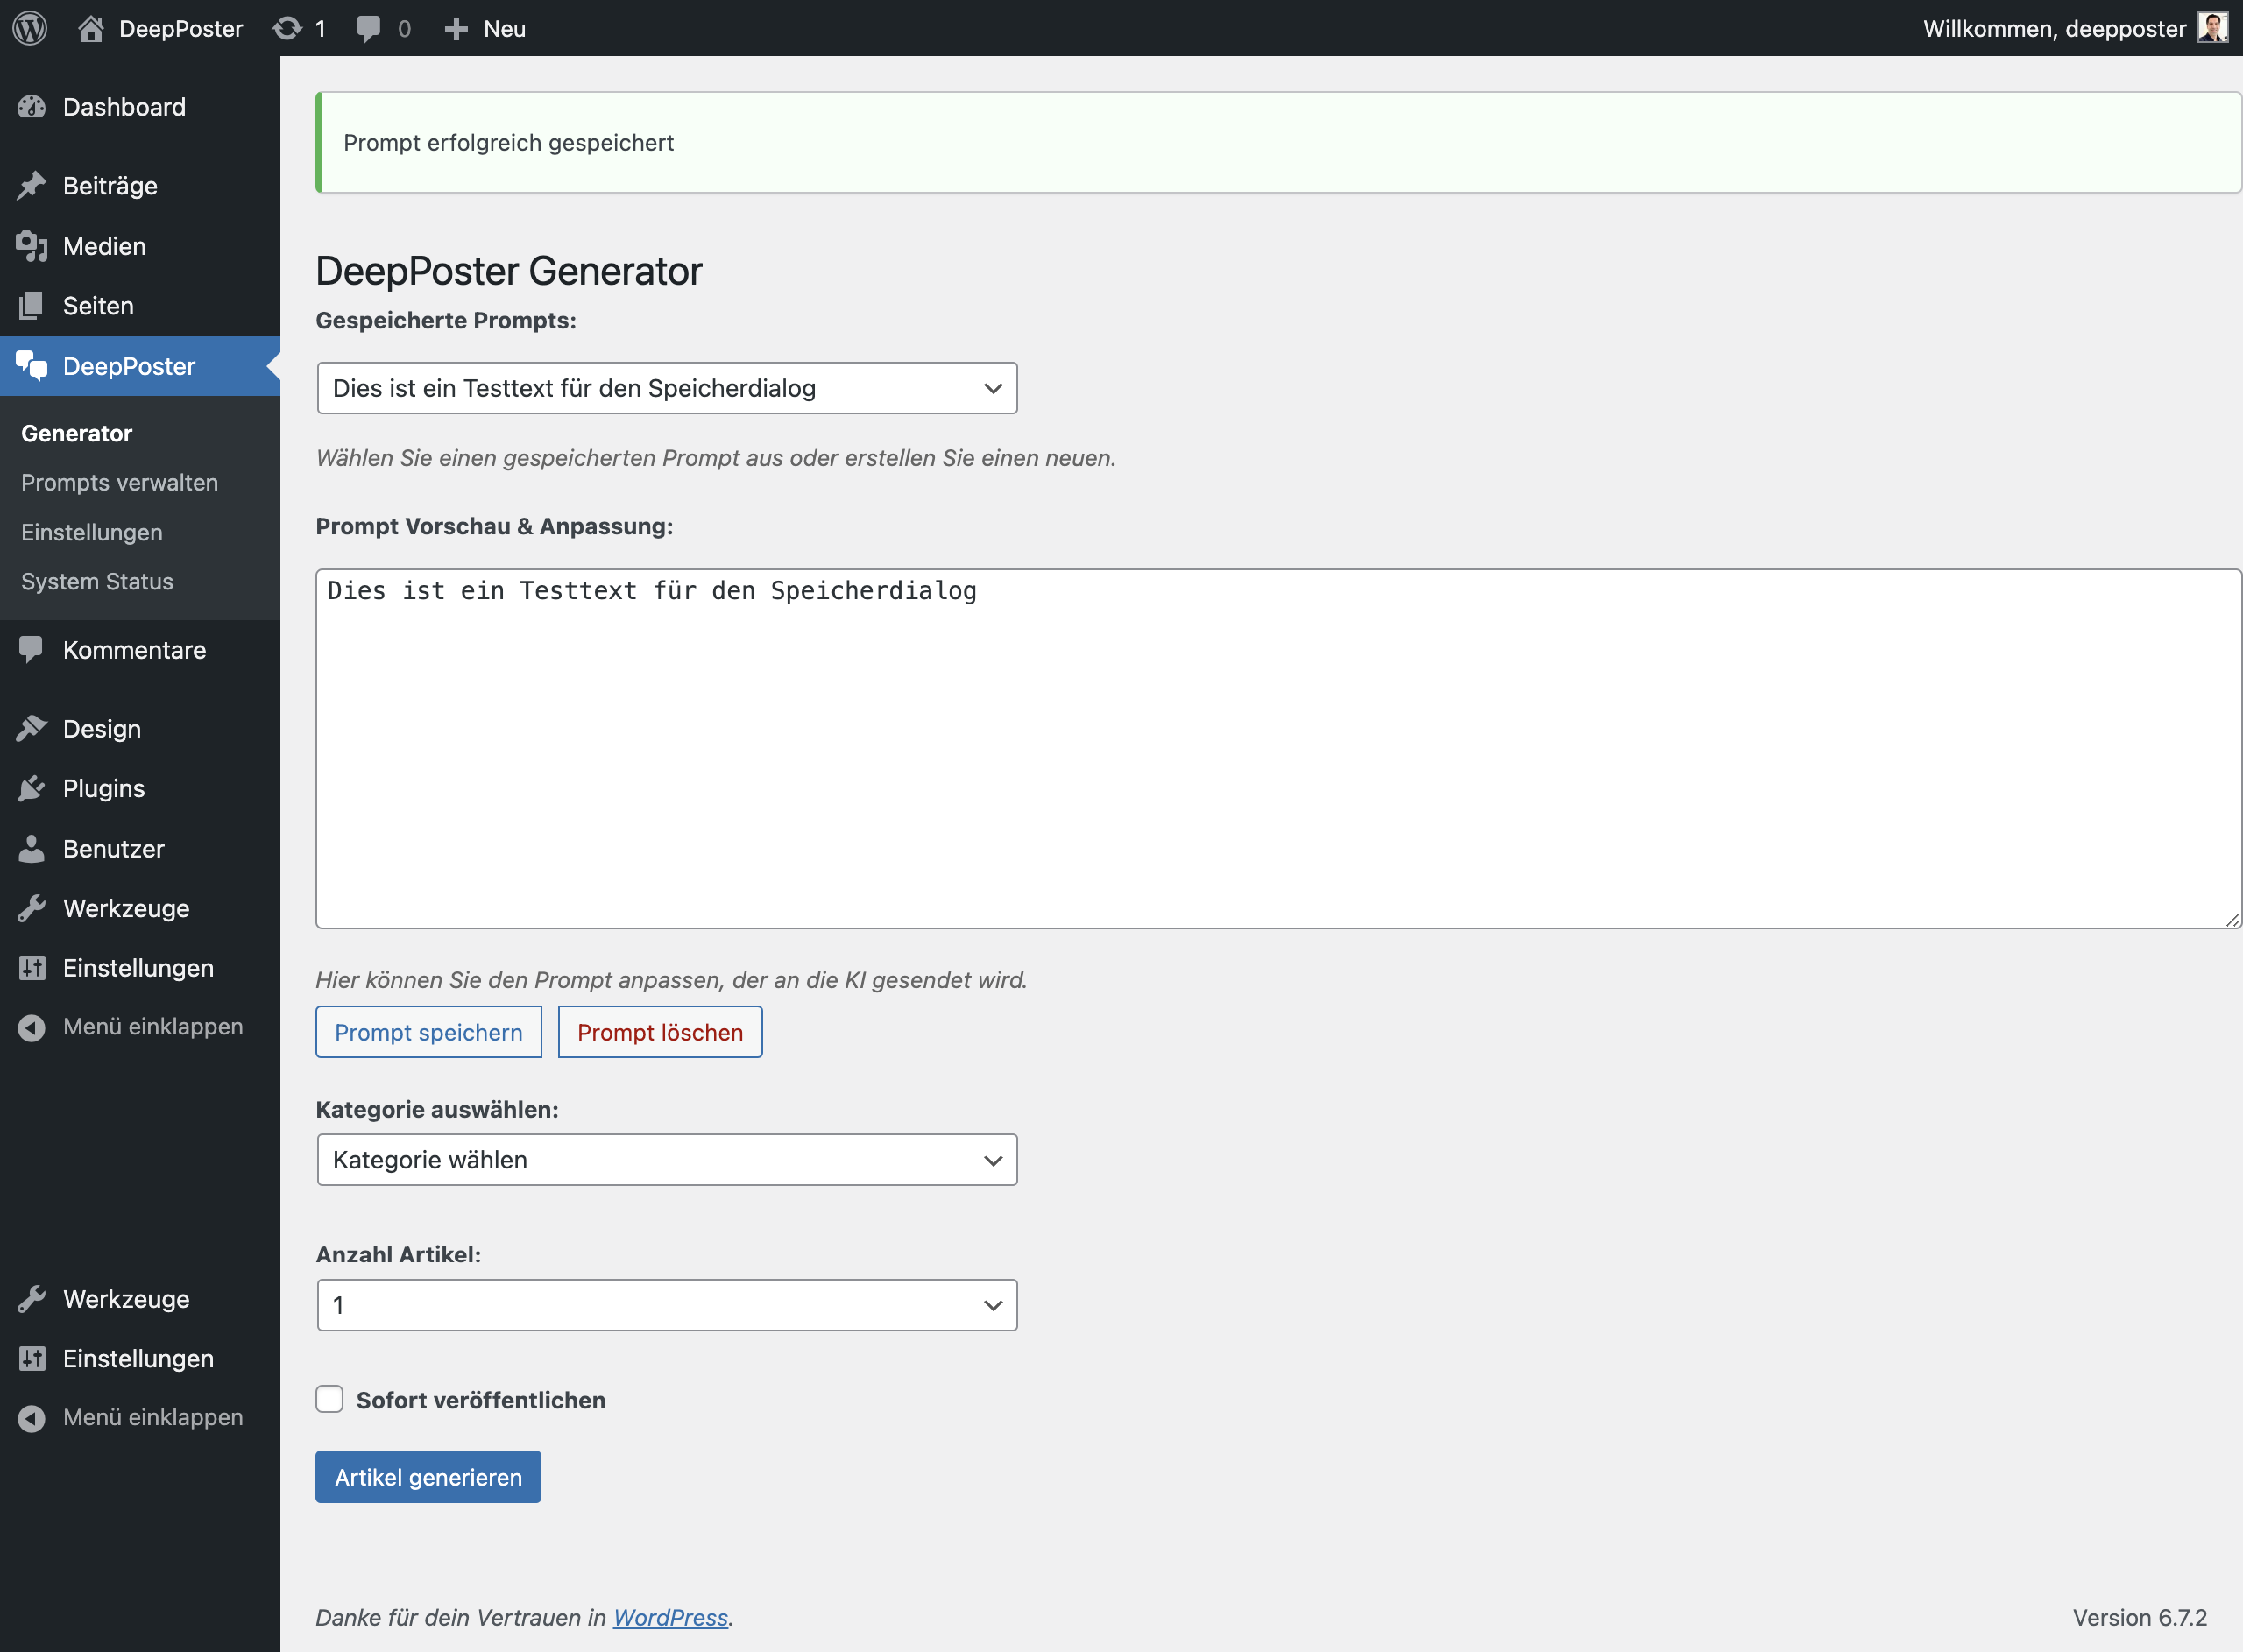 DeepPoster 1 0 Neu Willkommen, deepposter
Dashboard
Beiträge
Medien
Seiten
DeepPoster
Generator
Prompts verwalten
Einstellungen
System Status
Kommentare
Design
Plugins
Benutzer
Werkzeuge
Einstellungen
Menü einklappen
Werkzeuge
Einstellungen
Menü einklappen
Prompt erfolgreich gespeichert
DeepPoster Generator
Gespeicherte Prompts:
Dies ist ein Testtext für den Speicherdialog
Wählen Sie einen gespeicherten Prompt aus oder erstellen Sie einen neuen.
Prompt Vorschau & Anpassung:
Dies ist ein Testtext für den Speicherdialog
Hier können Sie den Prompt anpassen, der an die KI gesendet wird.
Prompt speichern Prompt löschen
Kategorie auswählen:
Kategorie wählen
Anzahl Artikel:
1
Sofort veröffentlichen
Artikel generieren
Danke für dein Vertrauen in WordPress. Version 6.7.2